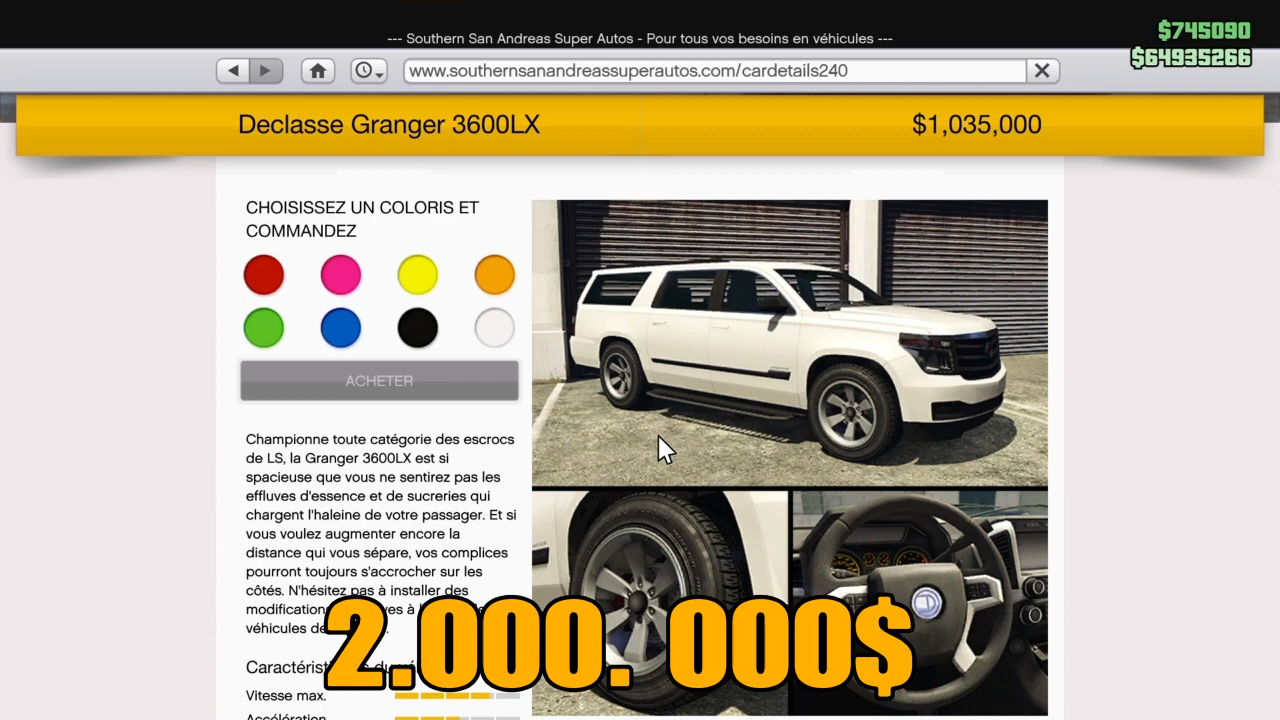 --- Southern San Andreas Super Autos - Pour tous vos besoins en véhicules ---
$745090
$64935266
www.southernsanandreassuperautos.com/cardetails240
Declasse Granger 3600LX
$1,035,000
CHOISISSEZ UN COLORIS ET
COMMANDEZ
ACHETER
Championne toute catégorie des escrocs
de LS, la Granger 3600LX est si
spacieuse que vous ne sentirez pas les
effluves d'essence et de sucreries qui
chargent l'haleine de votre passager. Et si
vous voulez augmenter encore la
distance qui vous sépare, vos complices
pourront toujours s'accrocher sur les
côtés. N'hésitez pas à installer des
à
véhicules
2.000. 000$
Vitesse max.
Accélération